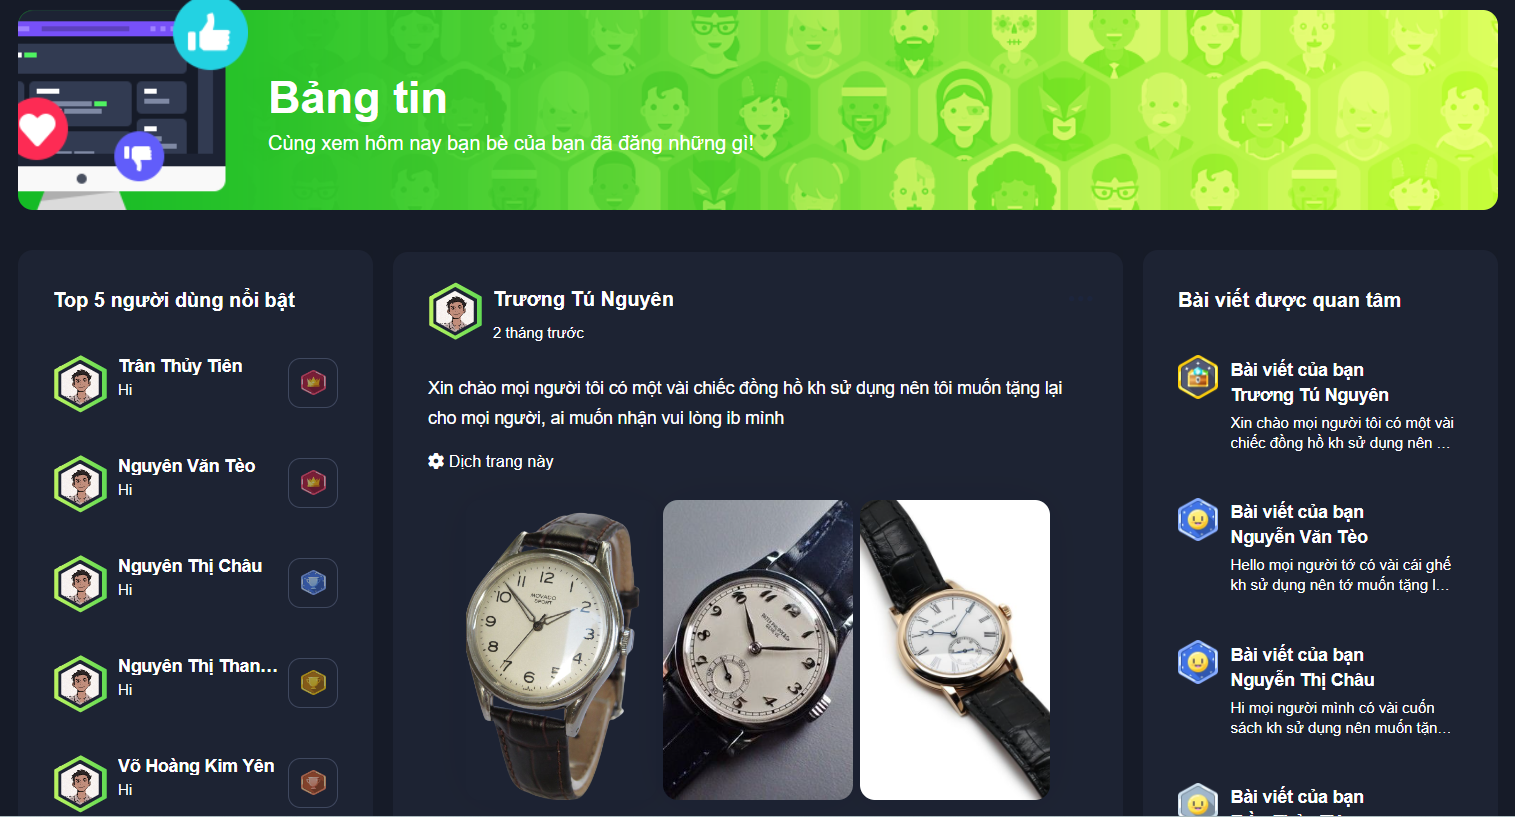 Bảng tin
Cùng xem hôm nay bạn bè của bạn đã đăng những gì!
Top 5 người dùng nổi bật
Trần Thủy Tiên
Hi
Nguyễn Văn Tèo
Hi
Nguyễn Thị Châu
Hi
Nguyễn Thị Than...
Hi
Võ Hoàng Kim Yên
Hi
Trương Tú Nguyên
2 tháng trước
Xin chào mọi người tôi có một vài chiếc đồng hồ kh sử dụng nên tôi muốn tặng lại
cho mọi người, ai muốn nhận vui lòng ib mình
Dịch trang này
MOVADO
SPORT
Bài viết được quan tâm
Bài viết của bạn
Trương Tú Nguyên
Xin chào mọi người tôi có một vài
chiếc đồng hồ kh sử dụng nên ...
Bài viết của bạn
Nguyễn Văn Tèo
Hello mọi người tớ có vài cái ghế
kh sử dụng nên tớ muốn tặng l...
Bài viết của bạn
Nguyễn Thị Châu
Hi mọi người mình có vài cuốn
sách kh sử dụng nên muốn tặn...
Bài viết của bạn